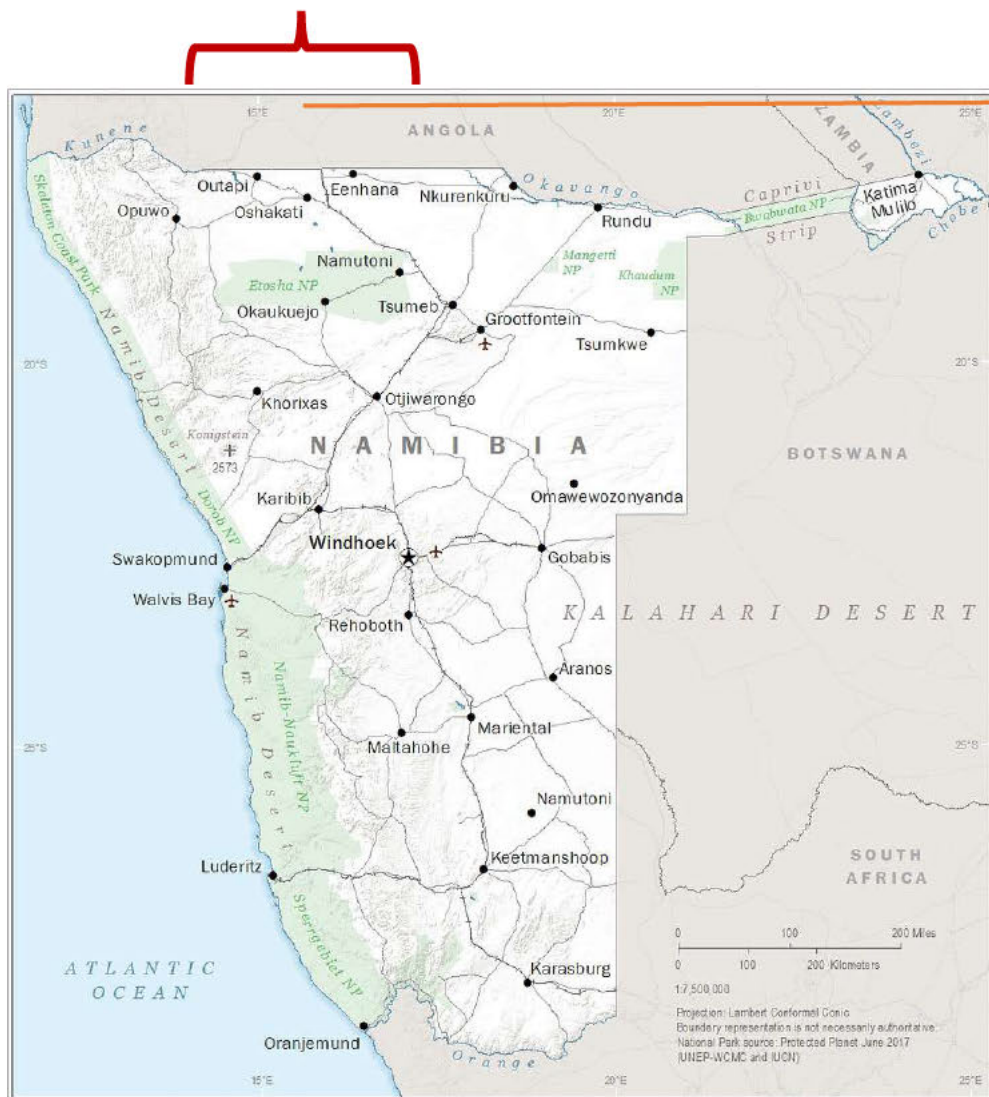 15°E
20°E
25°E
ANGOLA
ZAMBIA
Zambezi
Kunene
Skeleton Coast Park
Outapi
Eenhana
Nkurenkuru
Okavango
Caprivi
Katima
Mulilo
Opuwo
Oshakati
Rundu
Bwabwata NP
Strip
Chobe
Namutoni
Mangetti
NP
Khaudum
NP
Etosha NP
Okaukuejo
Tsumeb
Grootfontein
Tsumkwe
20°S
20°S
Namib Desert
Khorixas
Otjiwarongo
Konigstein
2573
NAMIBIA
BOTSWANA
Dorob NP
Karibib
Omawewozonyanda
Windhoek
Swakopmund
Gobabis
Walvis Bay
KALAHARI DESERT
Rehoboth
Namib Desert
Namib-Naukluft NP
Aranos
Mariental
Maltahohe
25°S
25°S
Namutoni
Luderitz
Keetmanshoop
SOUTH
AFRICA
Sperrgebiet NP
0 100 200 Miles
0 100 200 Kilometers
ATLANTIC
OCEAN
Karasburg
1:7,500,000
Projection: Lambert Conformal Conic
Boundary representation is not necessarily authoritative.
National Park source: Protected Planet June 2017
(UNEP-WCMC and IUCN)
Oranjemund
Orange
15°E
20°E
25°E